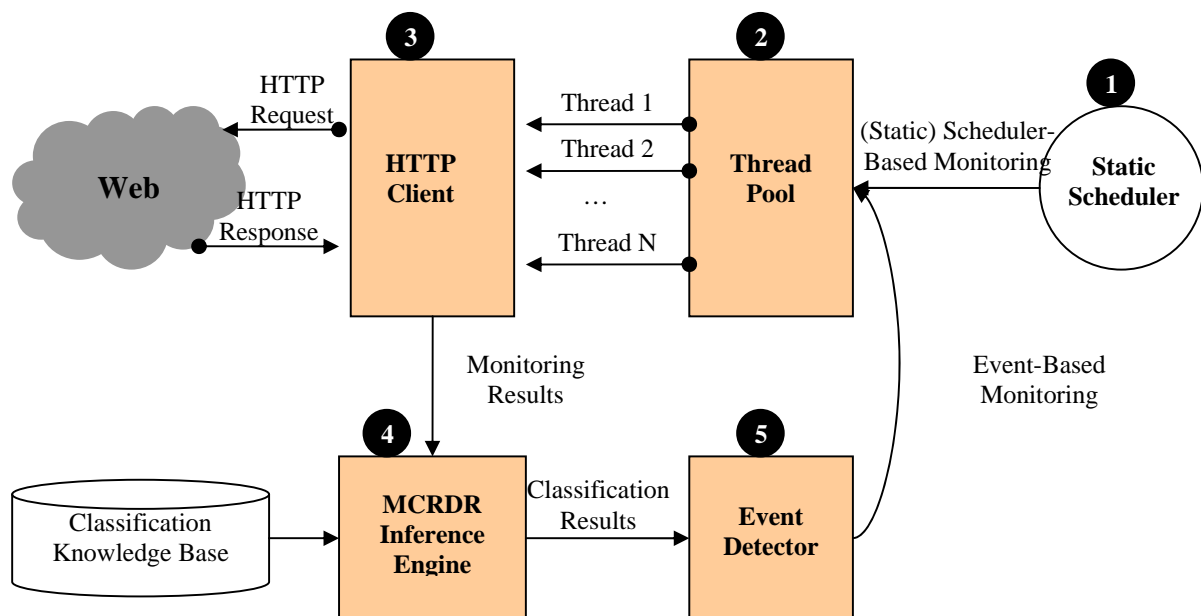 3
2
1
HTTP
Request
Thread 1
(Static) Scheduler-
Based Monitoring
Thread 2
HTTP
Client
Thread
Pool
Static
Scheduler
Web
…
HTTP
Response
Thread N
Monitoring
Results
Event-Based
Monitoring
4
5
Classification
Knowledge Base
MCRDR
Inference
Engine
Classification
Results
Event
Detector